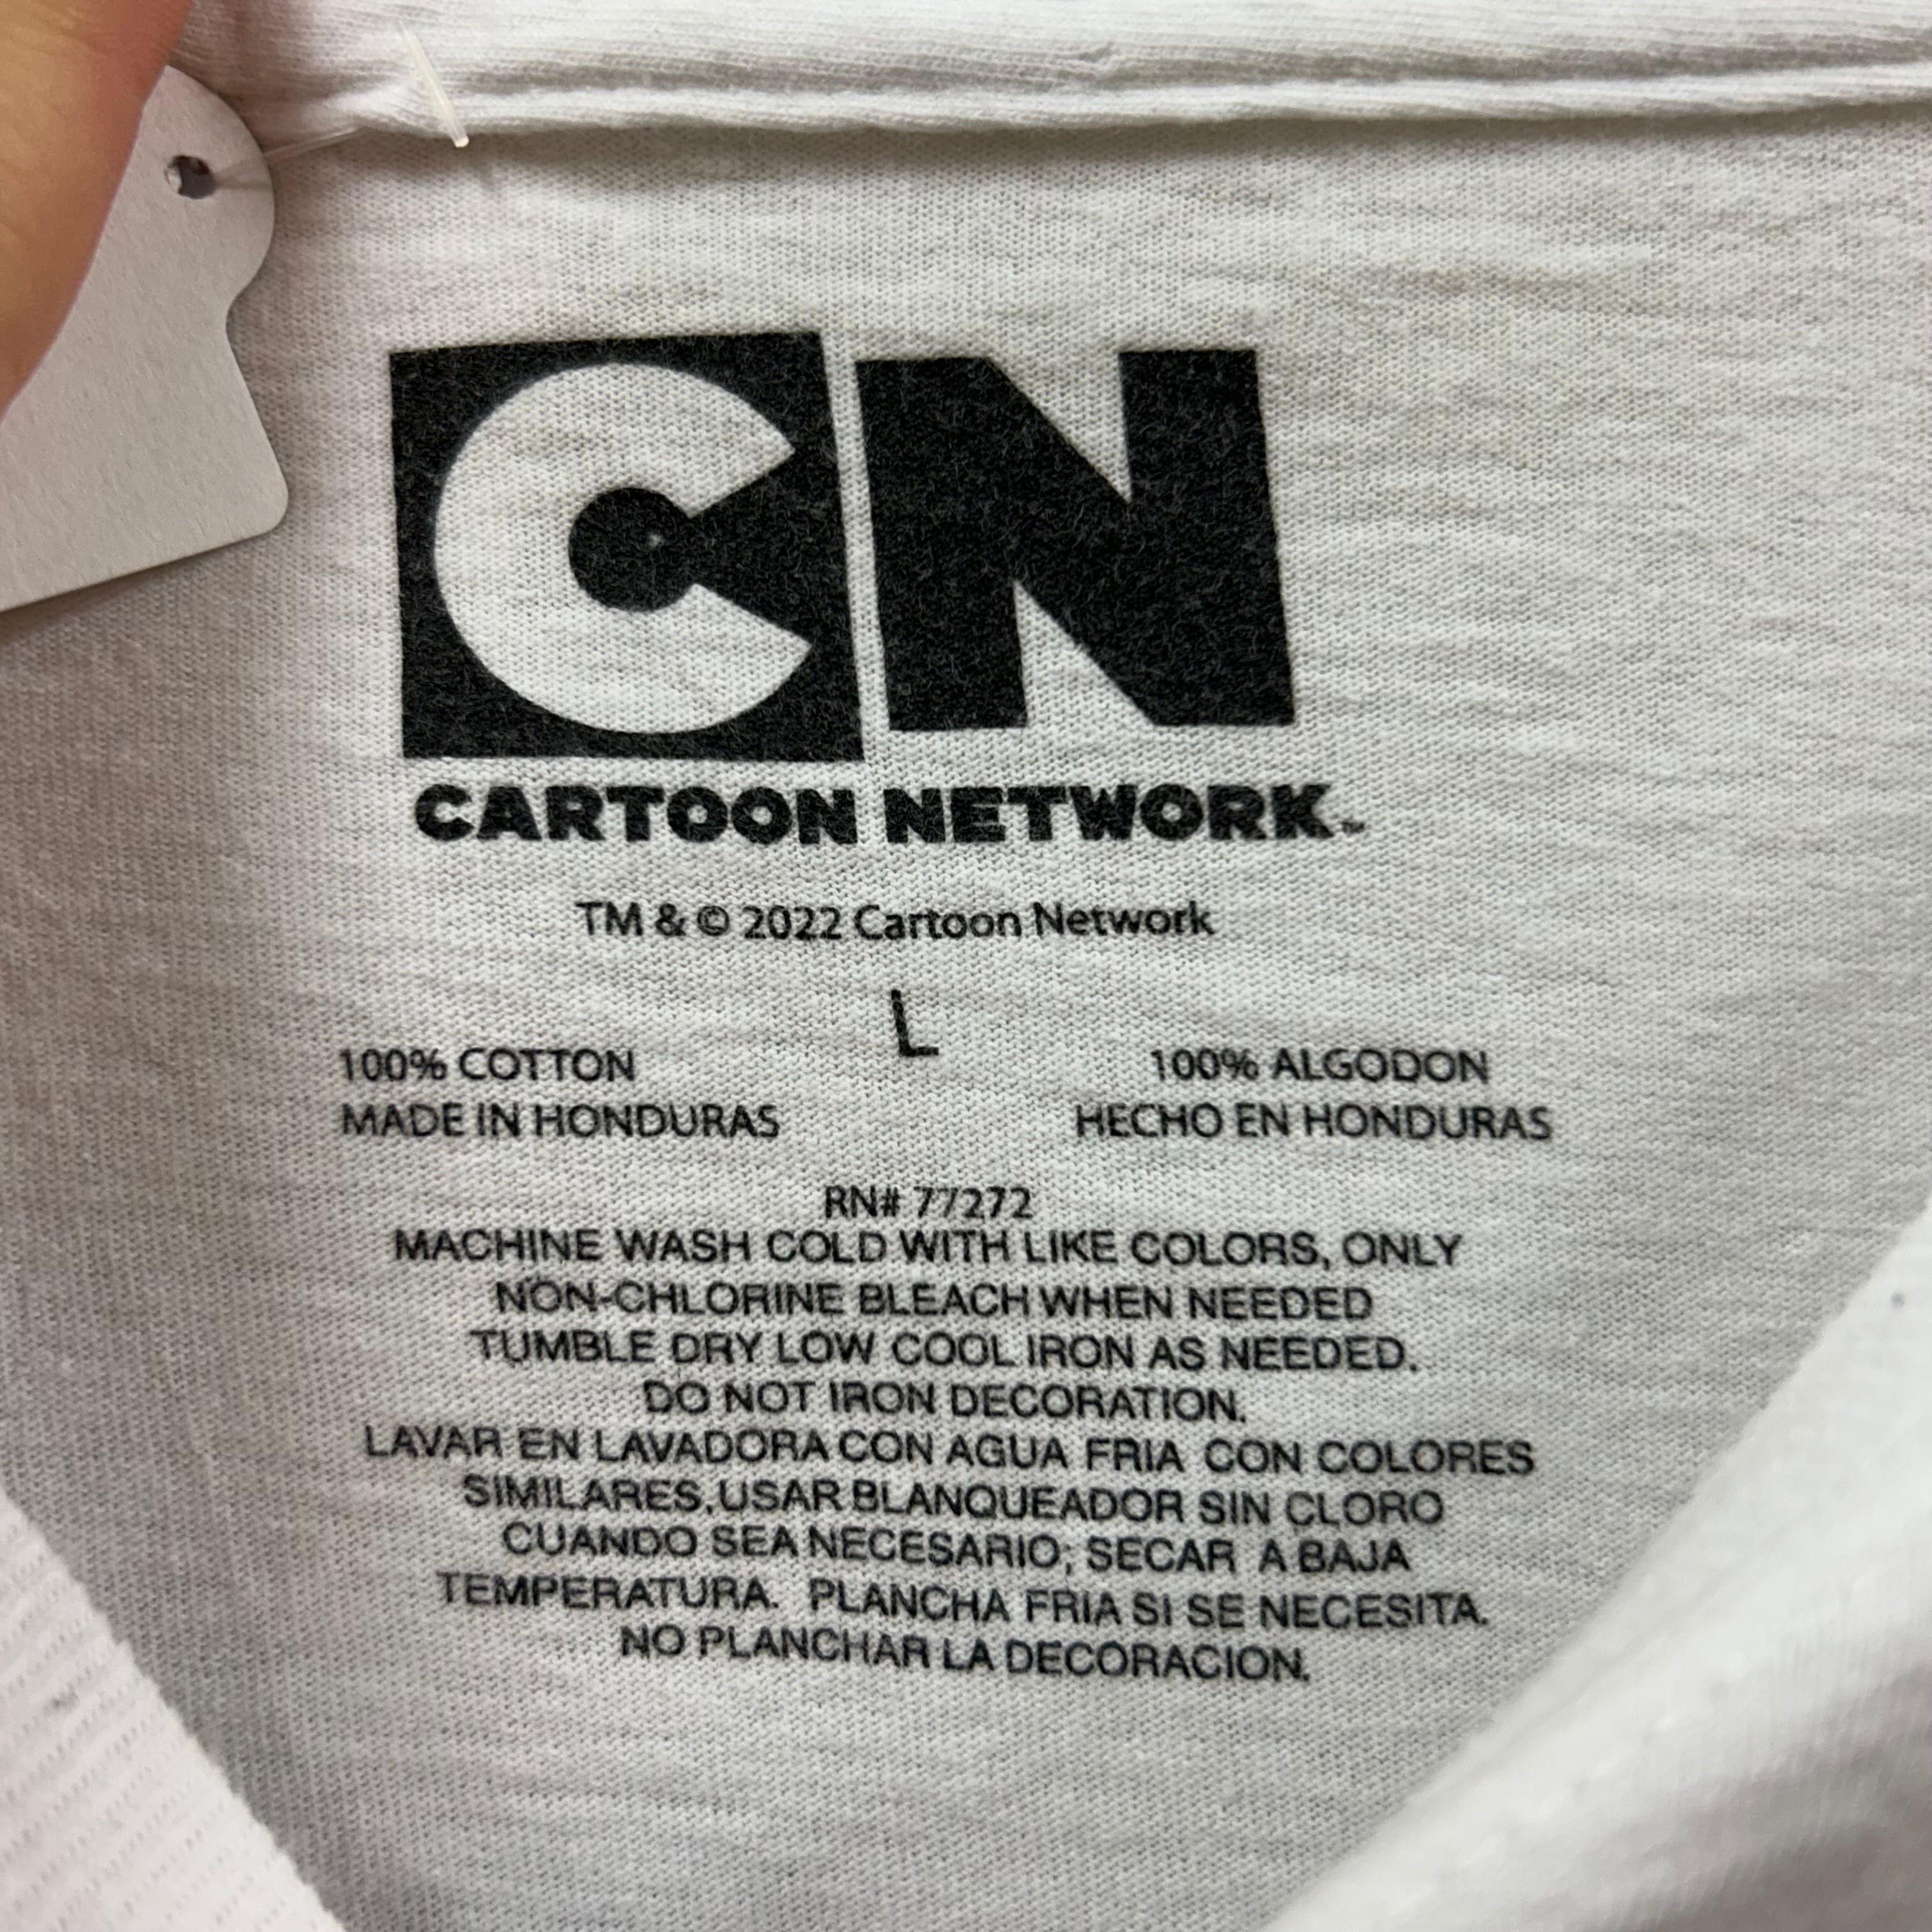 CN
CARTOON NETWORK™
TM & © 2022 Cartoon Network
L
100% COTTON
MADE IN HONDURAS
100% ALGODON
HECHO EN HONDURAS
RN# 77272
MACHINE WASH COLD WITH LIKE COLORS, ONLY
NON-CHLORINE BLEACH WHEN NEEDED
TUMBLE DRY LOW COOL IRON AS NEEDED.
DO NOT IRON DECORATION.
LAVAR EN LAVADORA CON AGUA FRIA CON COLORES
SIMILARES, USAR BLANQUEADOR SIN CLORO
CUANDO SEA NECESARIO; SECAR A BAJA
TEMPERATURA. PLANCHA FRIA SI SE NECESITA.
NO PLANCHAR LA DECORACION.